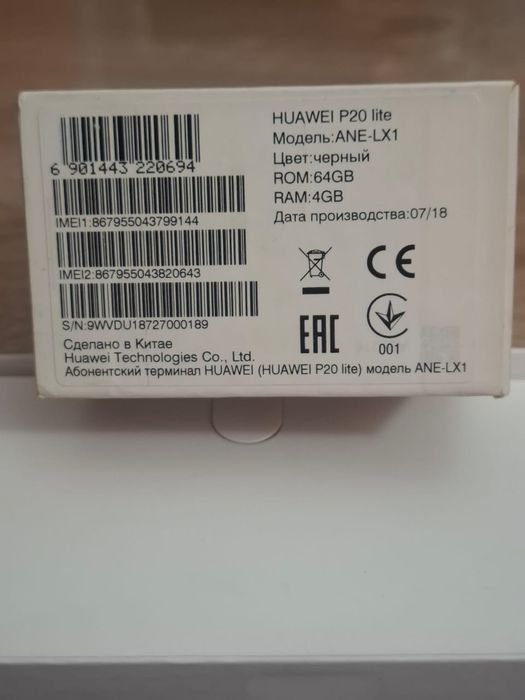 6 901443 220694
IMEI1:867955043799144
IMEI2:867955043820643
S/N:9WVDU18727000189
HUAWEI P20 lite
Модель:ANE-LX1
Цвет:черный
ROM:64GB
RAM:4GB
Дата производства:07/18
CE
EAC
001
Сделано в Китае
Huawei Technologies Co., Ltd.
Абонентский терминал HUAWEI (HUAWEI P20 lite) модель ANE-LX1